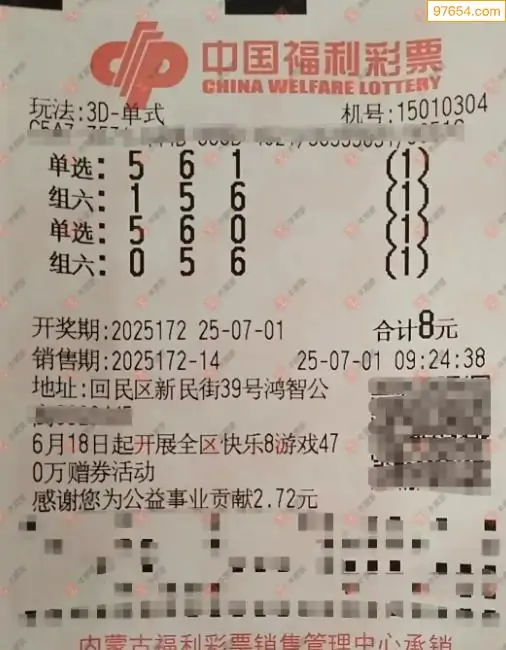 97654.com
中国福利彩票
CHINA WELFARE LOTTERY
玩法:3D-单式 机号:15010304
单选: 5 6 1 (1)
组六: 1 5 6 (1)
单选: 5 6 0 (1)
组六: 0 5 6 (1)
开奖期:2025172 25-07-01 合计8元
销售期:2025172-14 25-07-01 09:24:38
地址:回民区新民街39号鸿智公
6月18日起开展全区快乐8游戏47
0万赠券活动
感谢您为公益事业贡献2.72元
内蒙古福利彩票销售管理中心承销